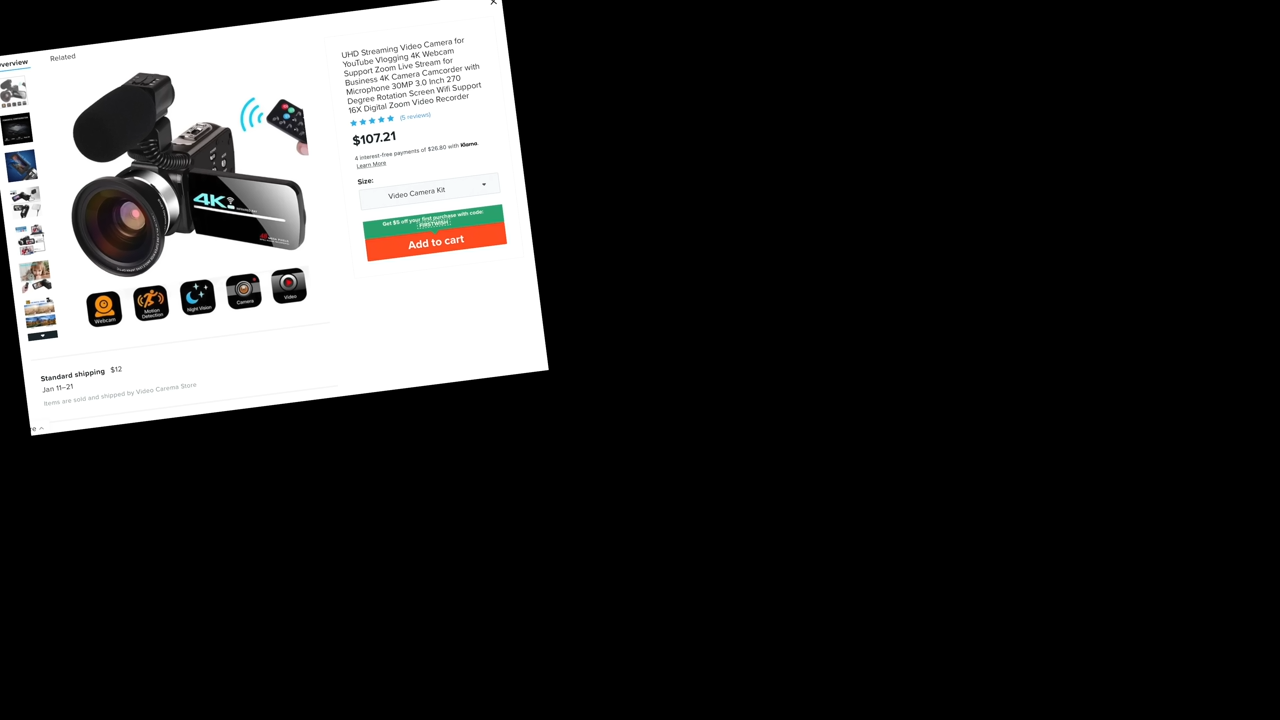 Overview
Related
UHD Streaming Video Camera for
YouTube Vlogging 4K Webcam
Support Zoom Live Stream for
Business 4K Camera Camcorder with
Microphone 30MP 3.0 Inch 270
Degree Rotation Screen Wifi Support
16X Digital Zoom Video Recorder
(5 reviews)
$107.21
4 interest-free payments of $26.80 with Klarna.
Learn More
Size:
Video Camera Kit
Get $5 off your first purchase with code:
FIRSTWISH
Add to cart
4K
Webcam
Motion
Detection
Night Vision
Camera
Video
Standard shipping $12
Jan 11–21
Items are sold and shipped by Video Carema Store